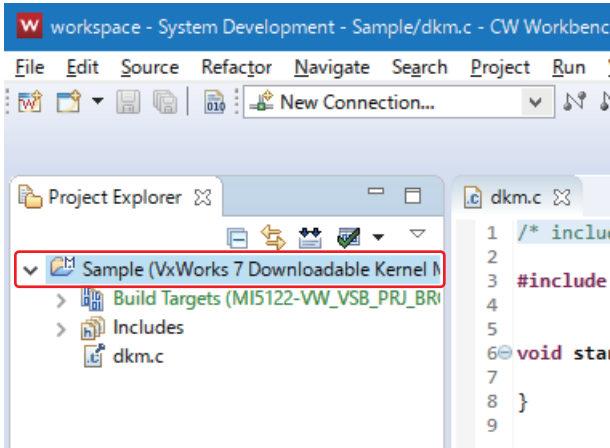 W workspace - System Development - Sample/dkm.c - CW Workbenc
File Edit Source Refactor Navigate Search Project Run
010 New Connection...
Project Explorer
.c dkm.c
Sample (VxWorks 7 Downloadable Kernel
Build Targets (MI5122-VW_VSB_PRJ_BR
Includes
.c dkm.c
1 /* inclu
2
3 #include
4
5
6 void sta
7
8 }
9